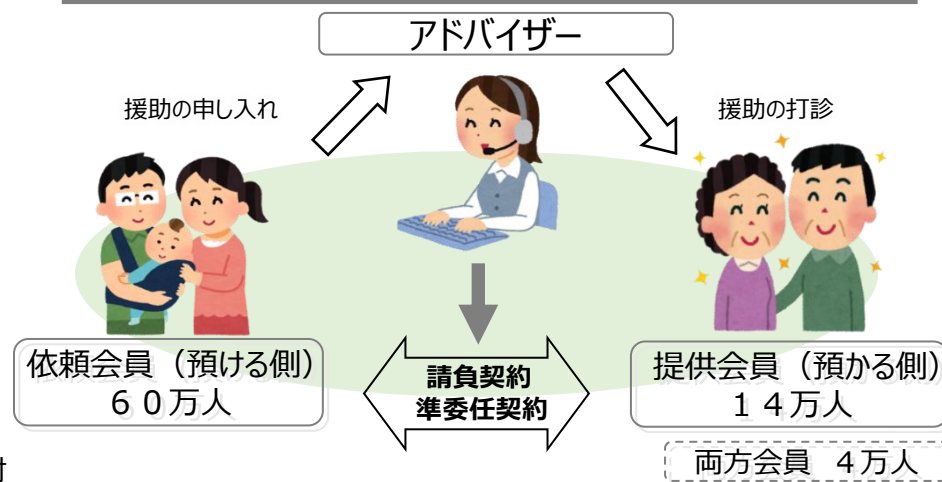 アドバイザー
援助の申し入れ
援助の打診
依頼会員（預ける側）
６０万人
請負契約
準委任契約
提供会員（預かる側）
１４万人
両方会員　４万人